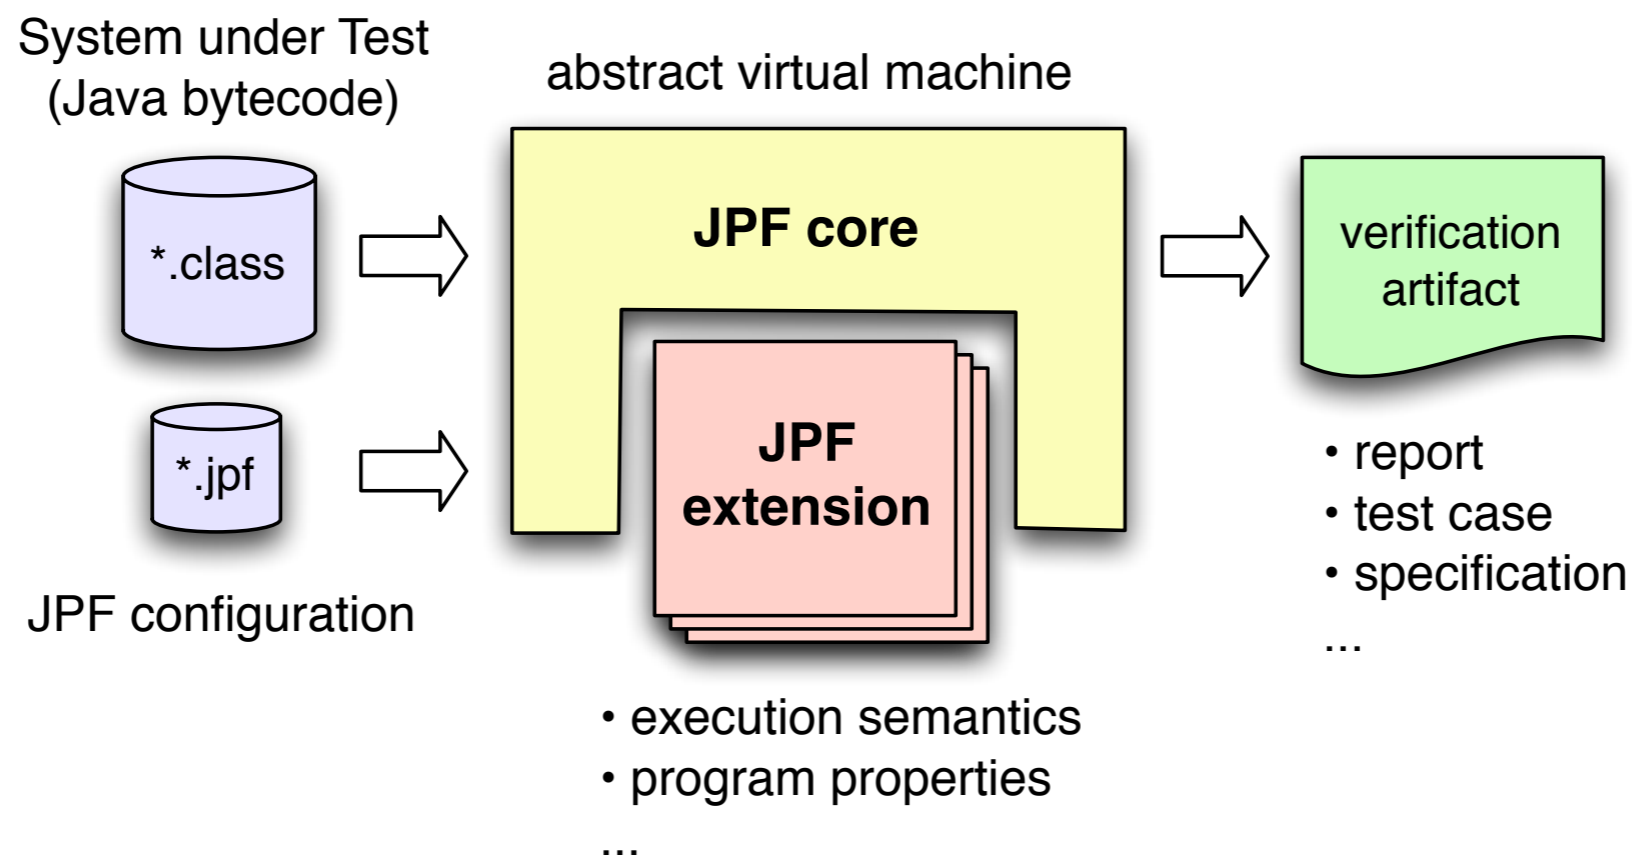 System under Test
(Java bytecode)
*.class
*.jpf
JPF configuration
abstract virtual machine
JPF core
JPF
extension
• execution semantics
• program properties
...
verification
artifact
• report
• test case
• specification
...